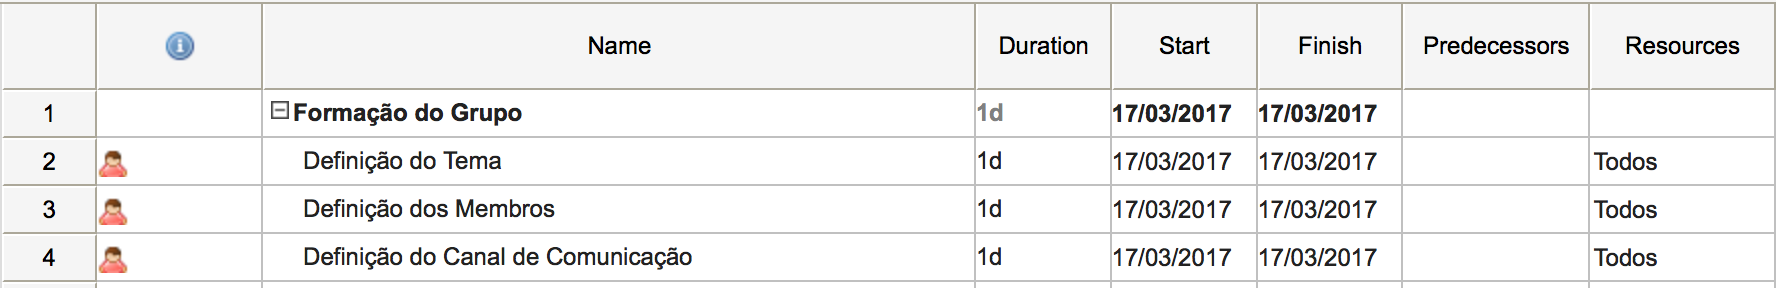 Name Duration Start Finish Predecessors Resources
1 Formação do Grupo 1d 17/03/2017 17/03/2017
2 Definição do Tema 1d 17/03/2017 17/03/2017 Todos
3 Definição dos Membros 1d 17/03/2017 17/03/2017 Todos
4 Definição do Canal de Comunicação 1d 17/03/2017 17/03/2017 Todos